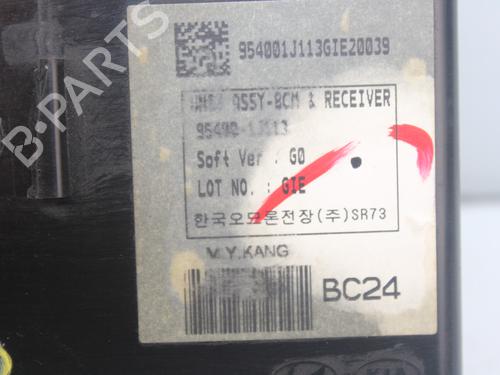 954001J113GIE20039
UNIT ASSY-BCM & RECEIVER
95400-1J113
Soft Ver . G0
LOT NO. : GIE
한국오므론전장(주)SR73
M.Y.KANG
BC24
KIA